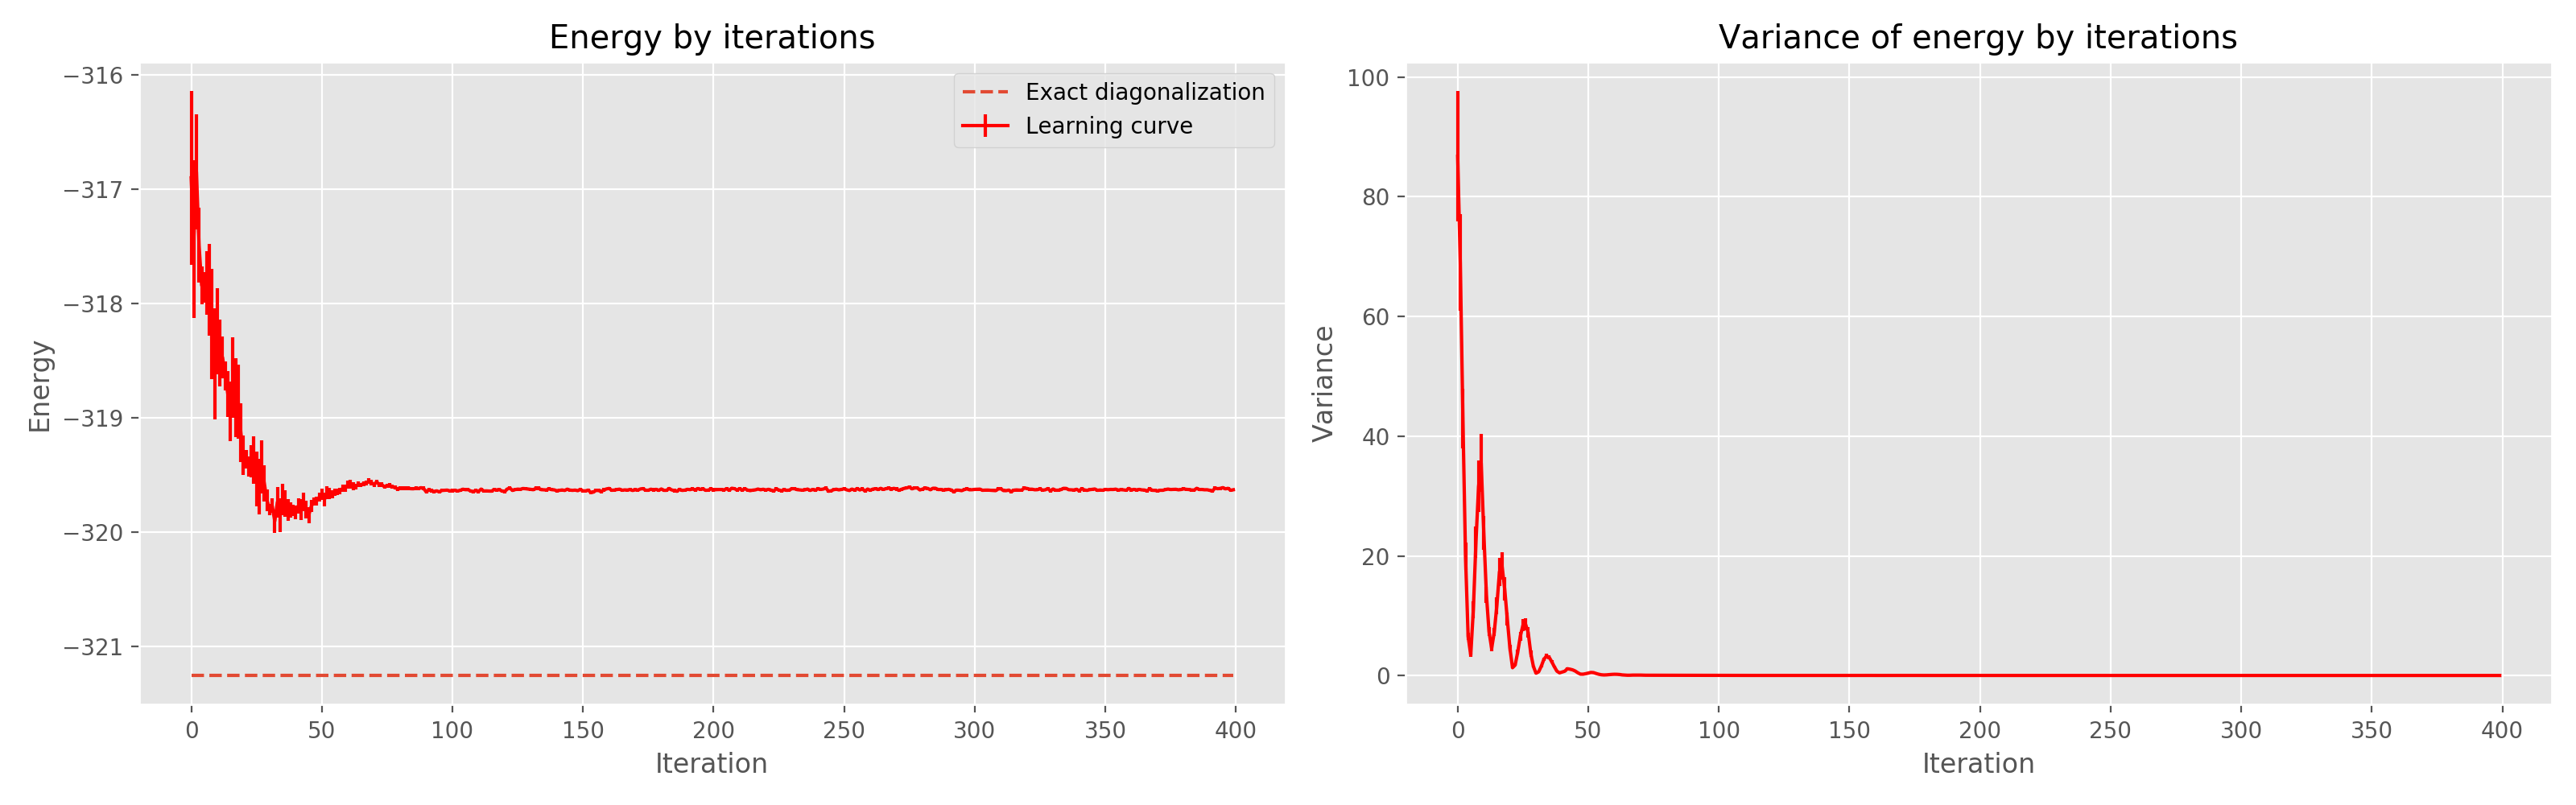 Energy by iterations
−316
−317
−318
−319
−320
−321
Energy
Exact diagonalization
Learning curve
0 50 100 150 200 250 300 350 400
Iteration
Variance of energy by iterations
100
80
60
40
20
0
Variance
0 50 100 150 200 250 300 350 400
Iteration